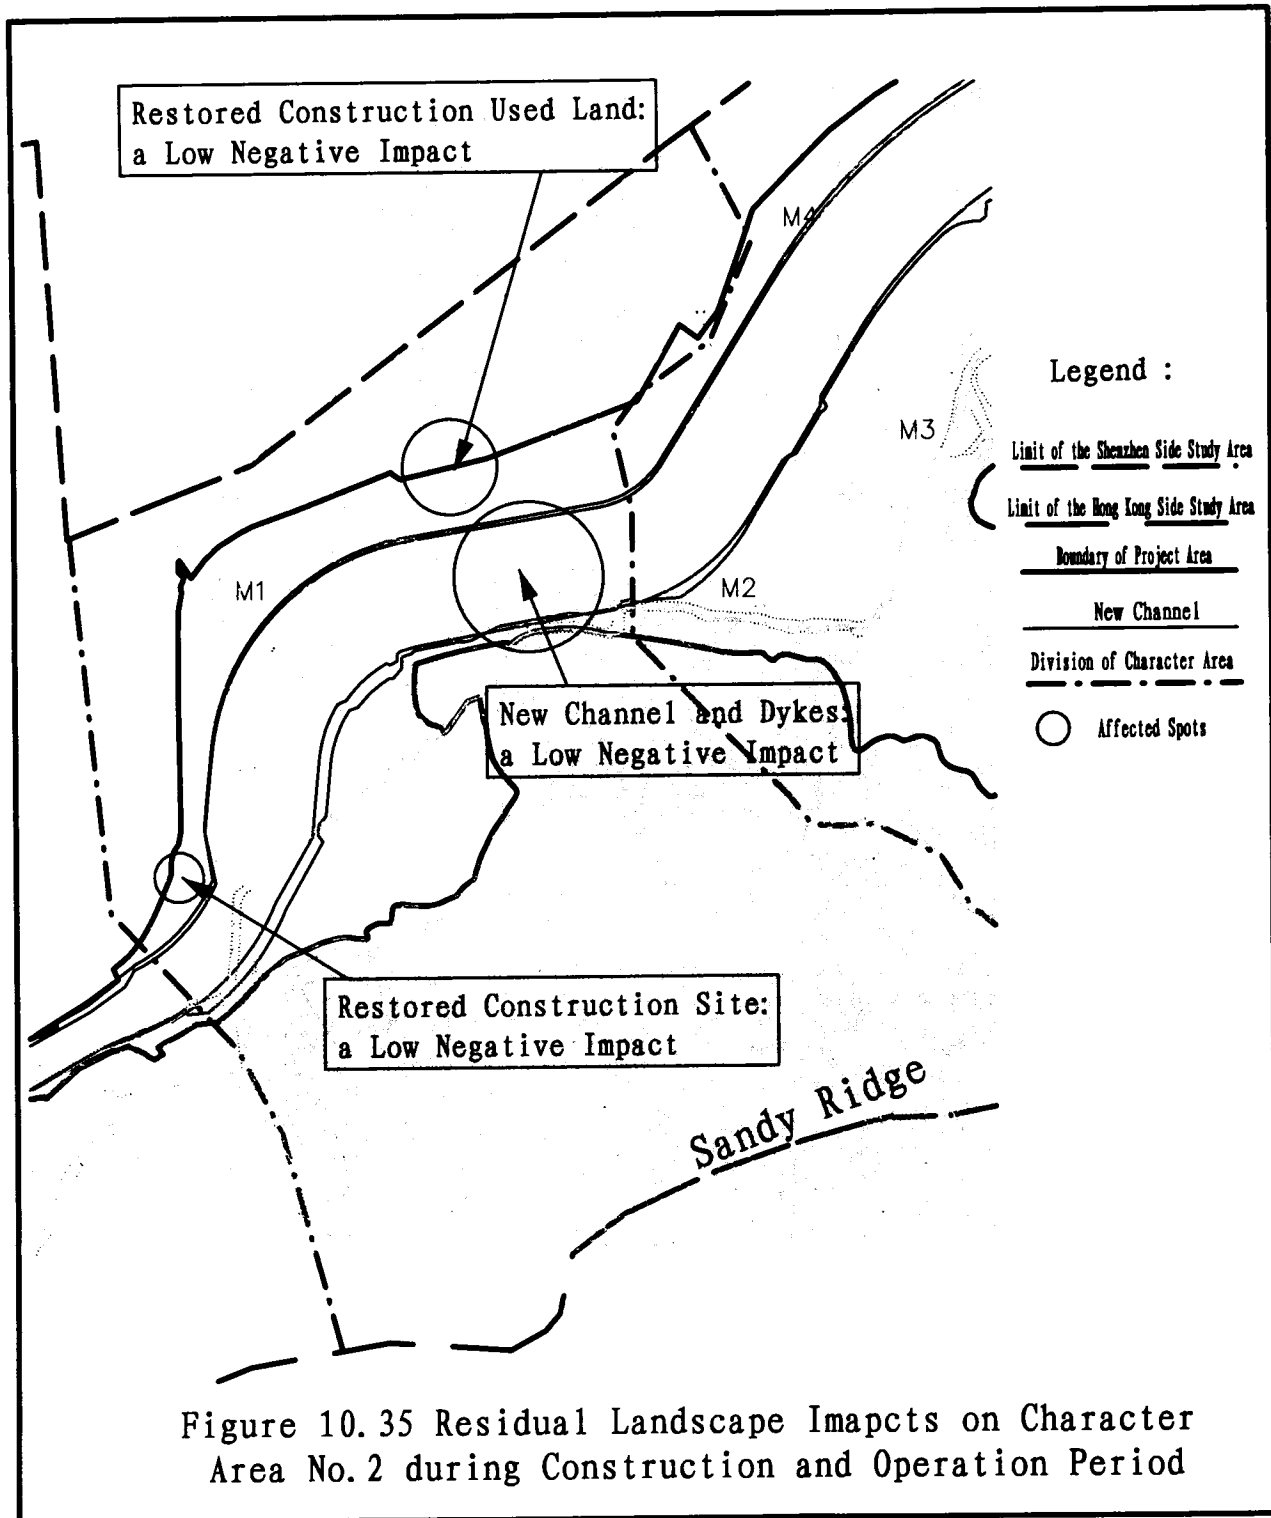 Restored Construction Used Land:
a Low Negative Impact
M4
M3
M1
M2
Legend :
Limit of the Shenzhen Side Study Area
Limit of the Hong Kong Side Study Area
Boundary of Project Area
New Channel
Division of Character Area
Affected Spots
New Channel and Dykes:
a Low Negative Impact
Restored Construction Site:
a Low Negative Impact
Sandy Ridge
Figure 10.35 Residual Landscape Imapcts on Character
Area No.2 during Construction and Operation Period